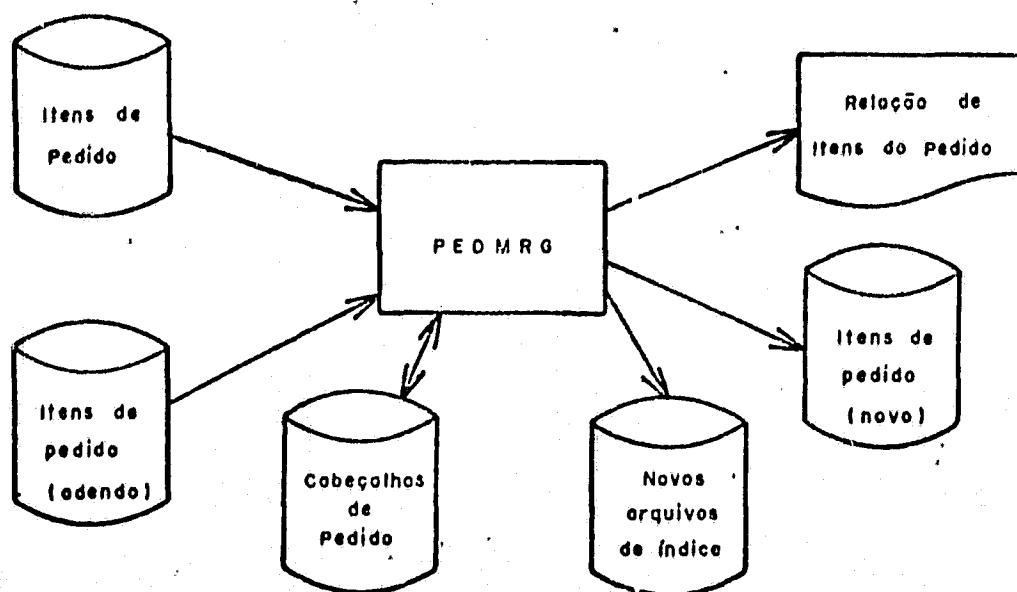 Itens de
Pedido
Relação de
Itens do Pedido
PEDMRG
Itens de
pedido
(novo)
Itens de
pedido
(adendo)
Cabeçalhos
de
Pedido
Novos
arquivos
de índice